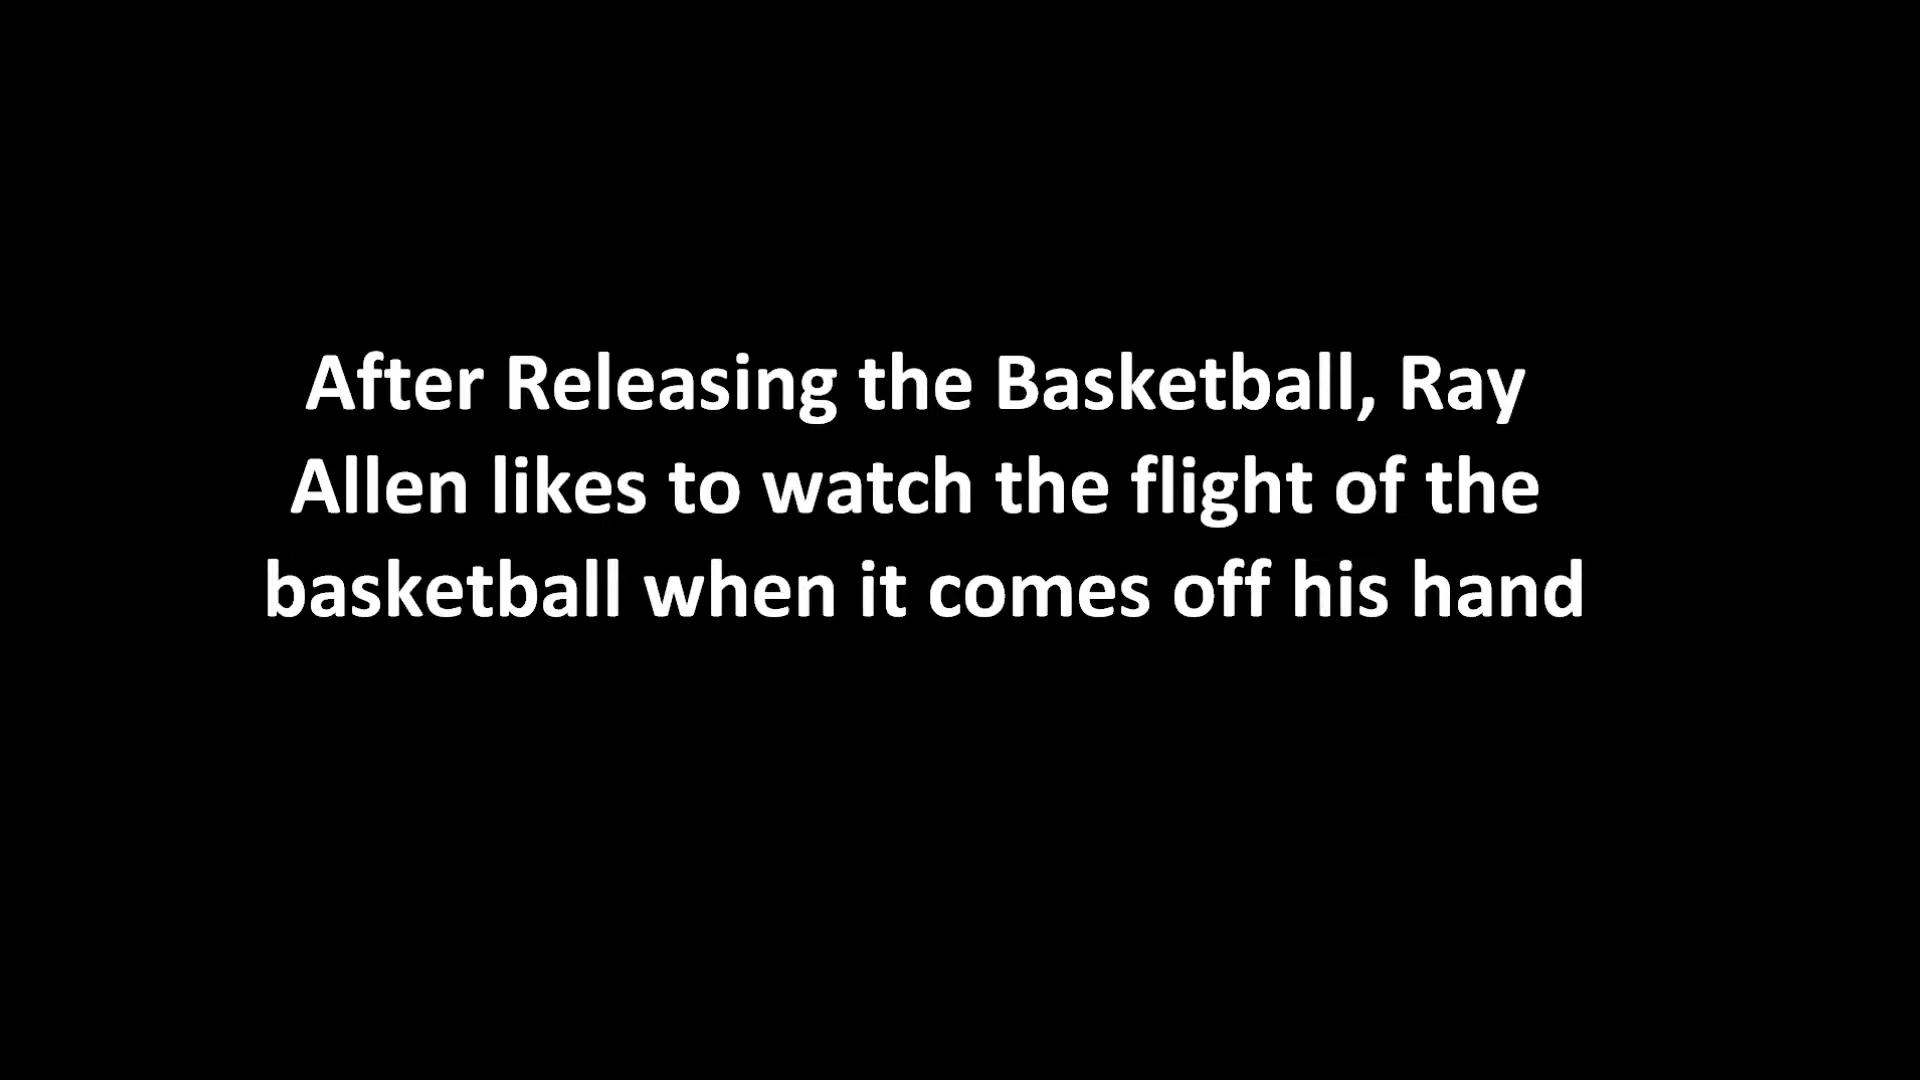 After Releasing the Basketball, Ray
Allen likes to watch the flight of the
basketball when it comes off his hand